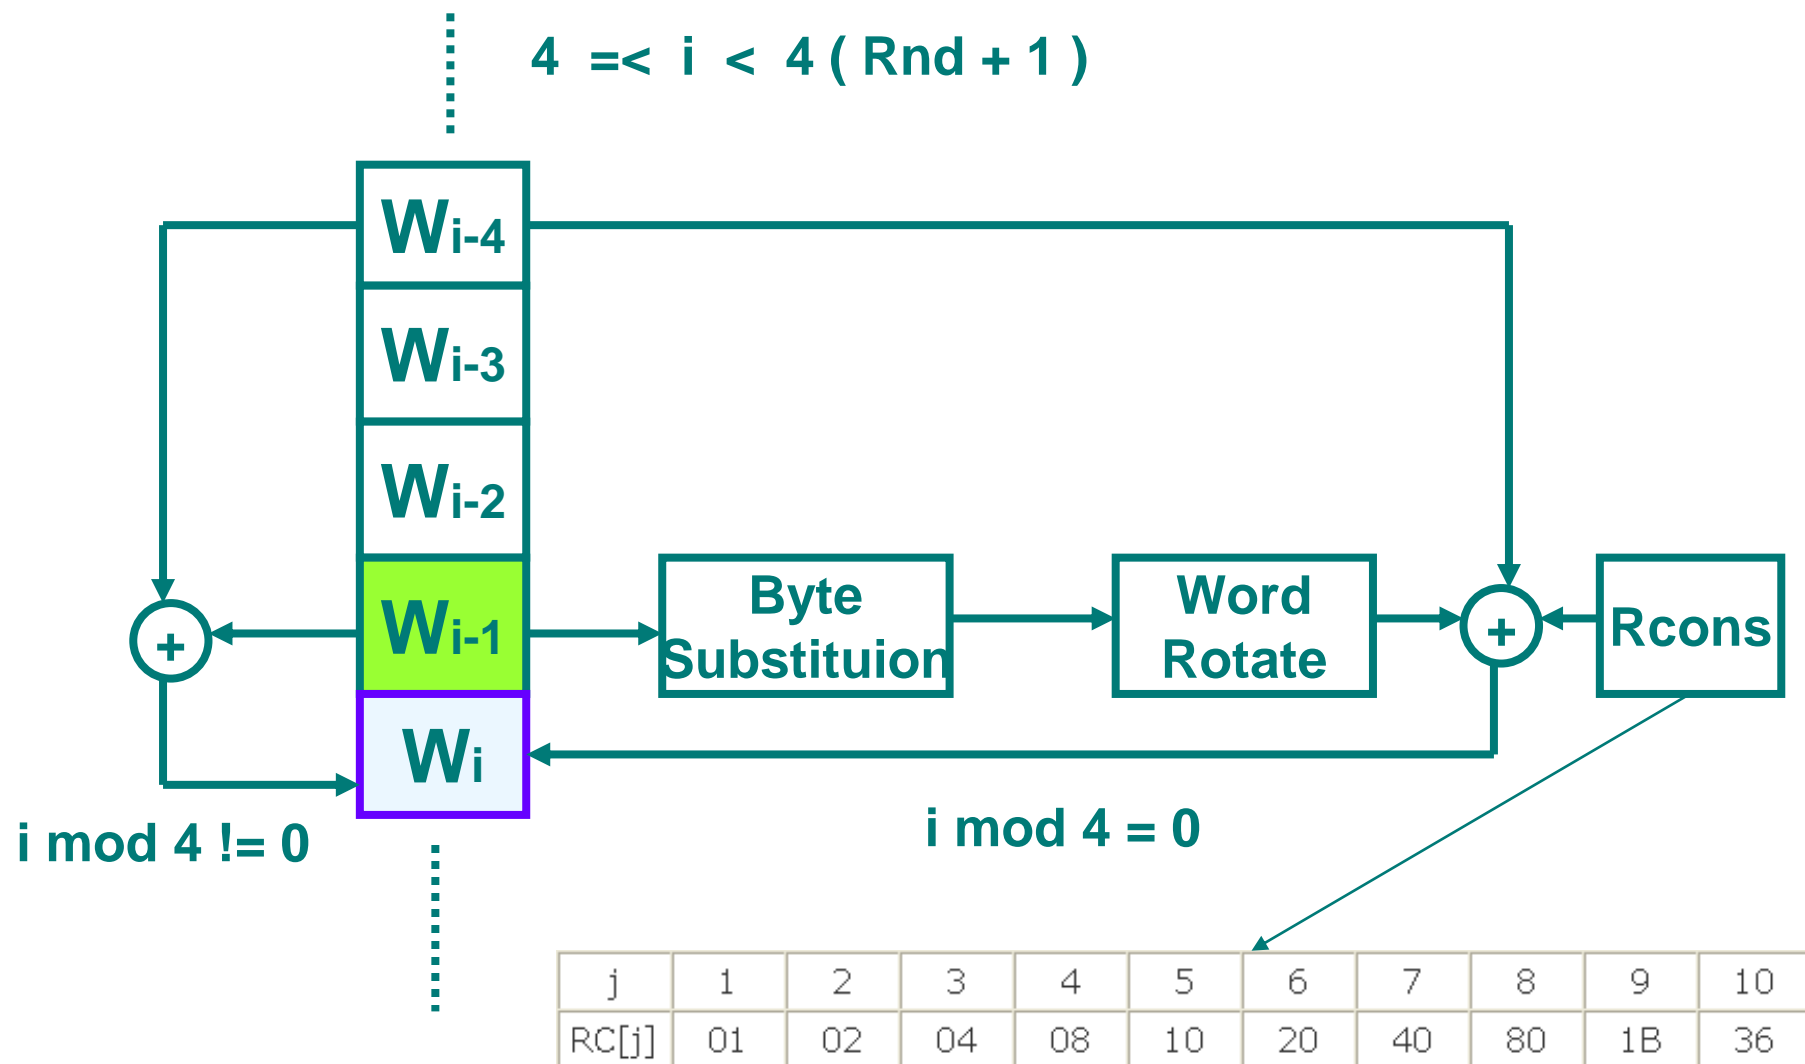 4 =< i < 4 ( Rnd + 1 )
Wi-4
Wi-3
Wi-2
Wi-1
Byte
Substituion
Word
Rotate
Rcons
+
+
Wi
i mod 4 != 0
i mod 4 = 0
j 1 2 3 4 5 6 7 8 9 10
RC[j] 01 02 04 08 10 20 40 80 1B 36